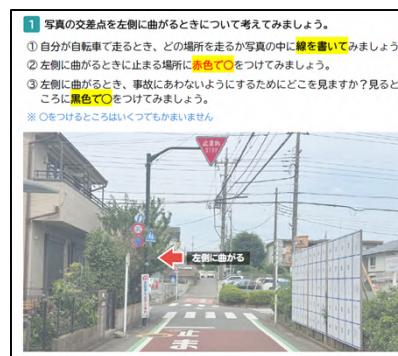 1 写真の交差点を左側に曲がるときについて考えてみましょう。
① 自分が自転車で走るとき、どの場所を走るか写真の中に線を書いてみましょう
② 左側に曲がるときに止まる場所に赤色で〇をつけてみましょう。
③ 左側に曲がるとき、事故にあわないようにするためにどこを見ますか？見ると
ころに黒色で〇をつけてみましょう。
※ 〇をつけるところはいくつでもかまいません
止まれ
STOP
左側に曲がる
止ま